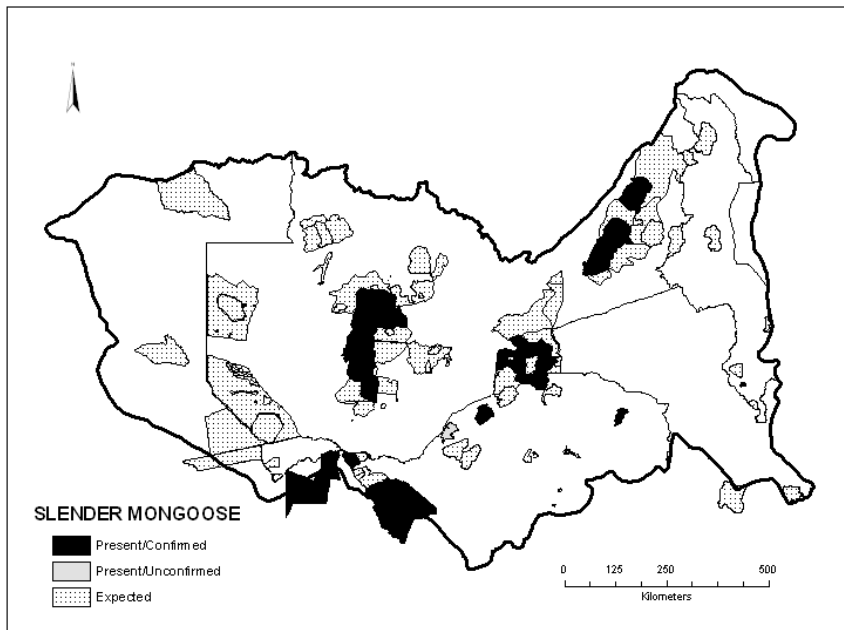 SLENDER MONGOOSE
Present/Confirmed
Present/Unconfirmed
Expected
0 125 250 500
Kilometers